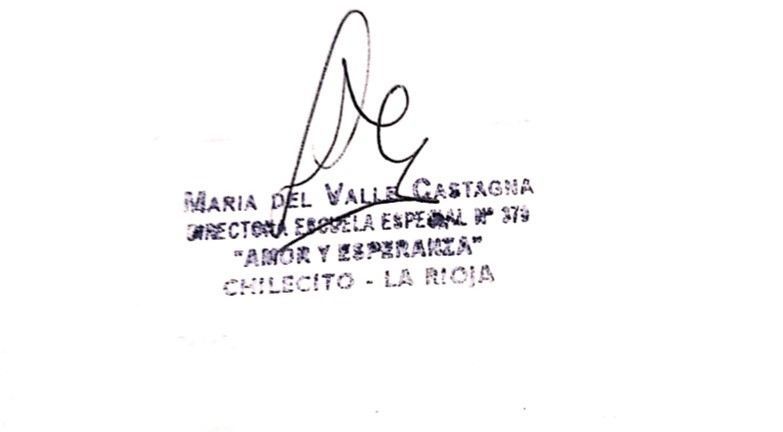 MARIA DEL VALLE CASTAGNA
DIRECTORA ESCUELA ESPECIAL Nº 379
"AMOR Y ESPERANZA"
CHILECITO - LA RIOJA